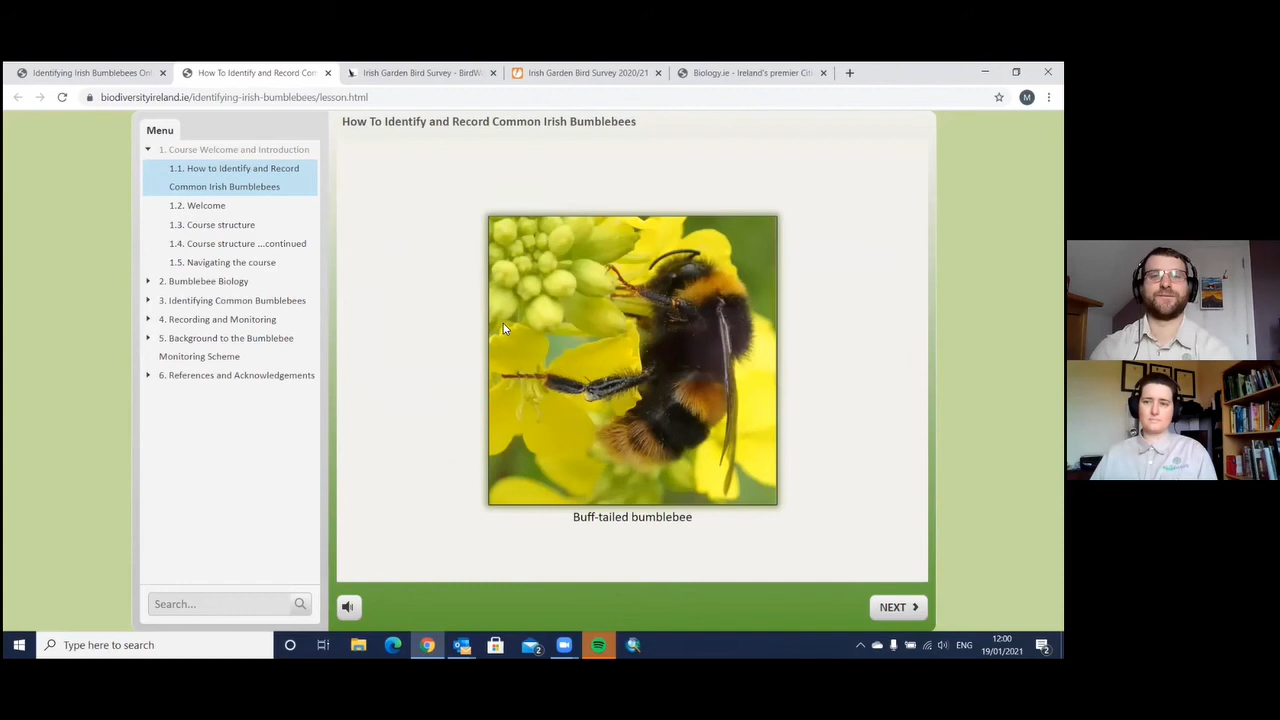 Identifying Irish Bumblebees Onl
How To Identify and Record Com
Irish Garden Bird Survey - BirdWa
Irish Garden Bird Survey 2020/21
Biology.ie - Ireland's premier Citi
biodiversityireland.ie/identifying-irish-bumblebees/lesson.html
M
Menu
1. Course Welcome and Introduction
1.1. How to Identify and Record
Common Irish Bumblebees
1.2. Welcome
1.3. Course structure
1.4. Course structure ...continued
1.5. Navigating the course
2. Bumblebee Biology
3. Identifying Common Bumblebees
4. Recording and Monitoring
5. Background to the Bumblebee
Monitoring Scheme
6. References and Acknowledgements
Search...
How To Identify and Record Common Irish Bumblebees
Buff-tailed bumblebee
NEXT
Type here to search
2
ENG
12:00
19/01/2021
2